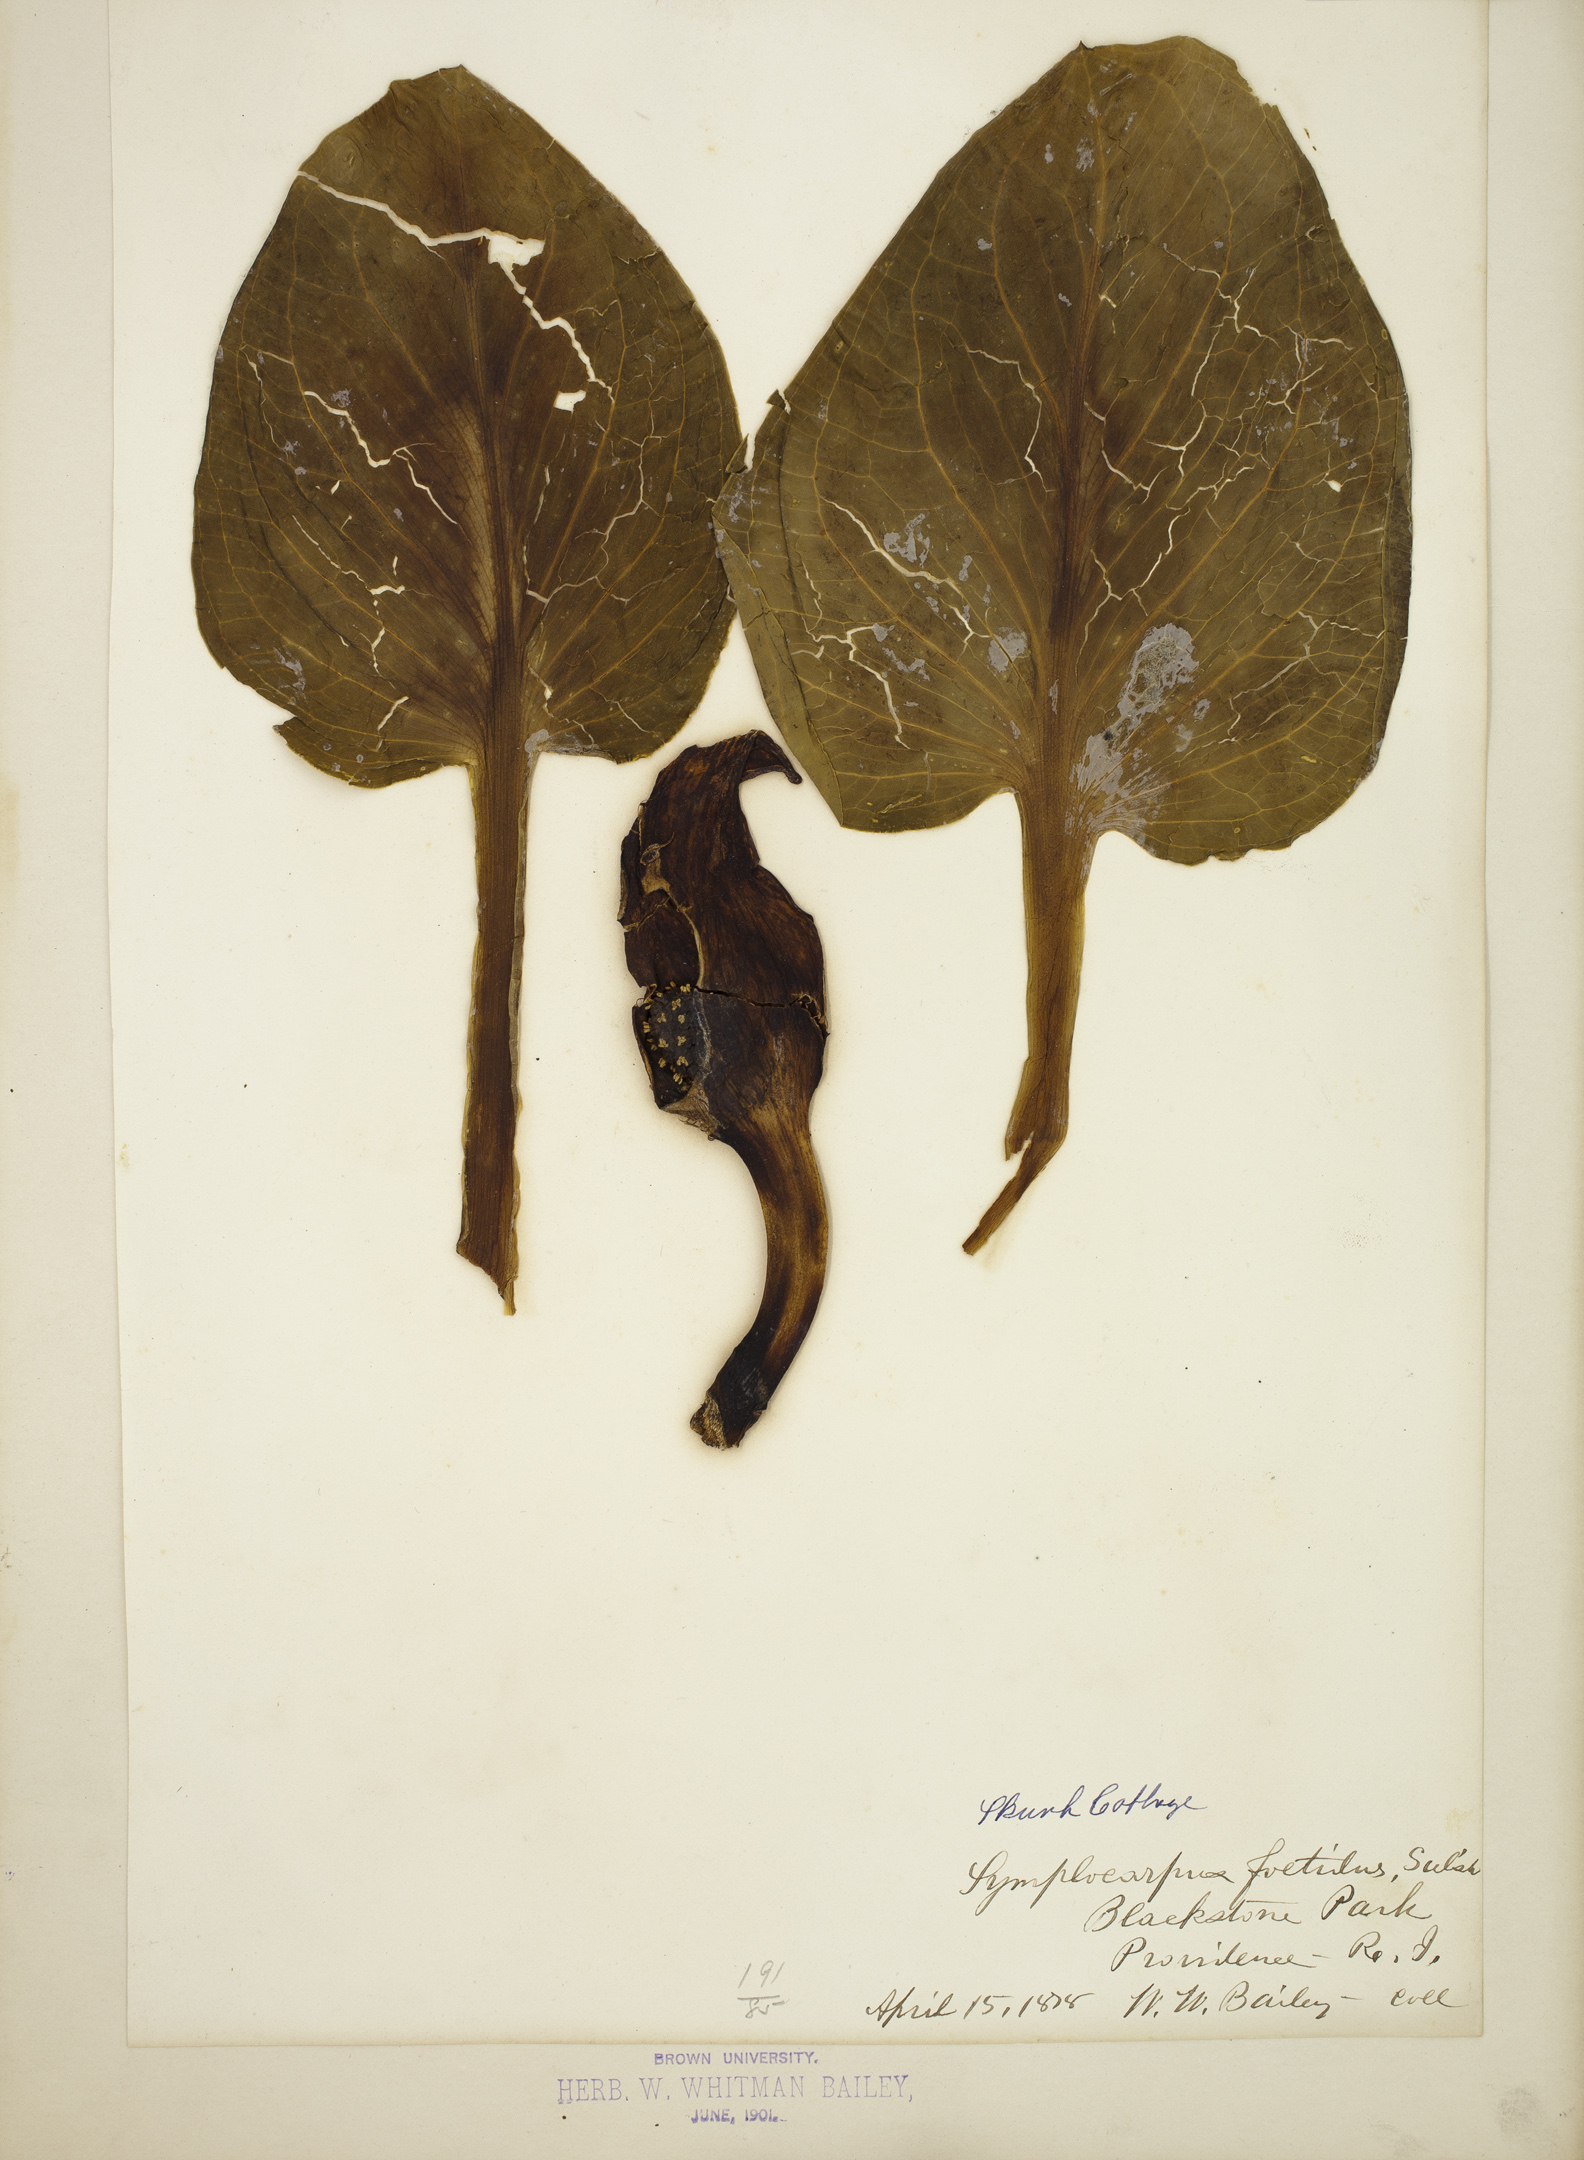 Skunk Cabbage
Symplocarpus foetidus, Salisb
Blackstone Park
Providence - R. I.
191
85
April 15, 1878 W. W. Bailey - coll
BROWN UNIVERSITY.
HERB. W. WHITMAN BAILEY,
JUNE, 1901.